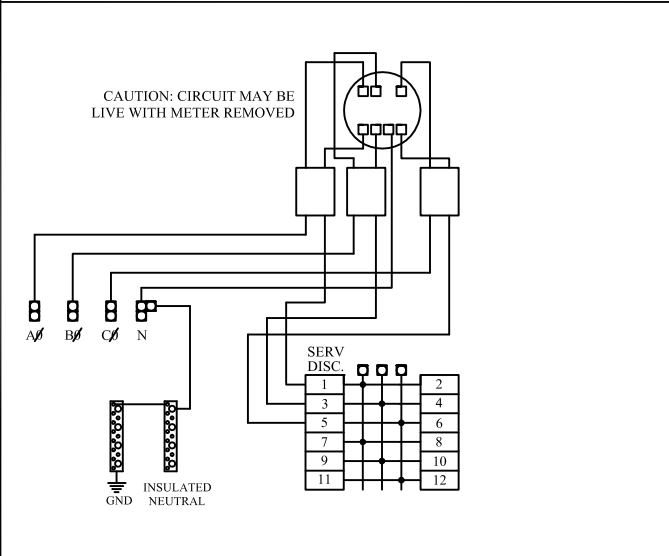 CAUTION: CIRCUIT MAY BE
LIVE WITH METER REMOVED
AØ BØ CØ N
SERV
DISC.
1 2
3 4
5 6
7 8
9 10
11 12
GND
INSULATED
NEUTRAL